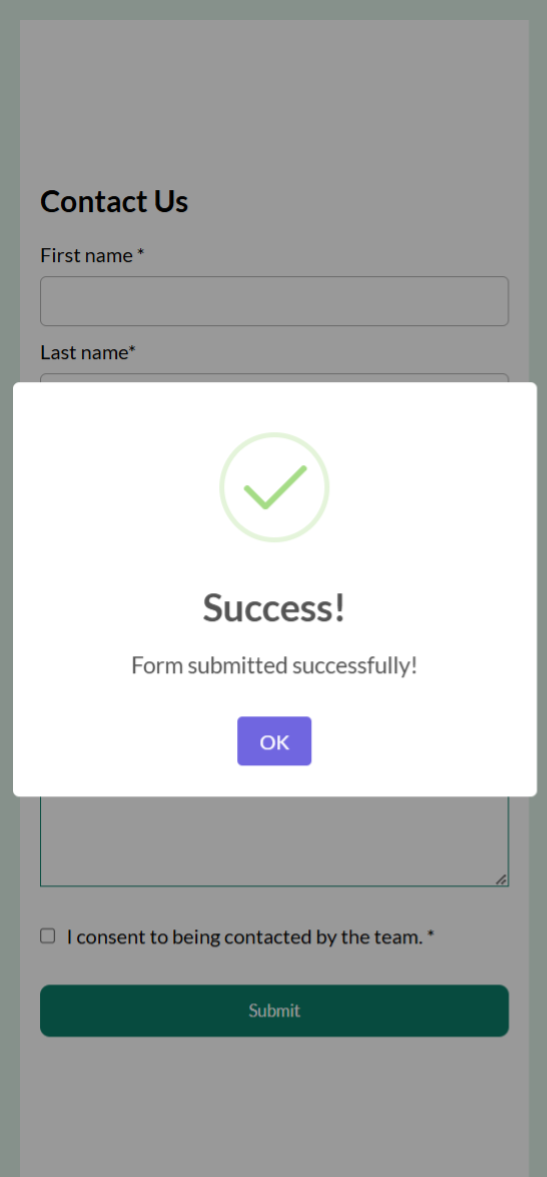 Contact Us
First name *
Last name*
Success!
Form submitted successfully!
OK
I consent to being contacted by the team. *
Submit